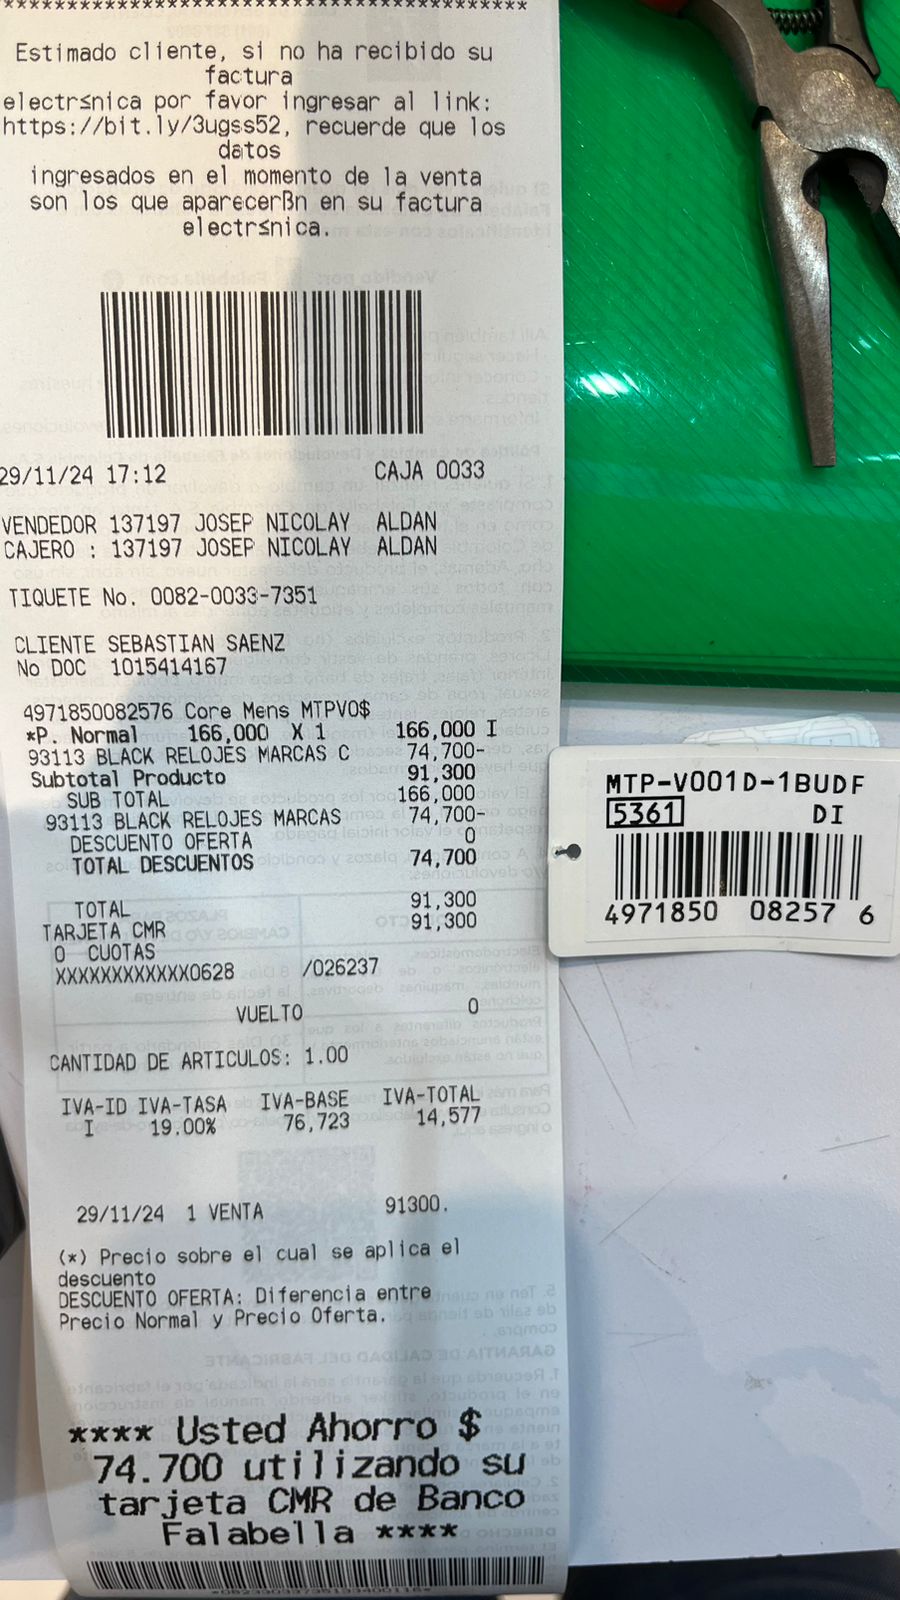 ****************************************
Estimado cliente, si no ha recibido su
factura
electr≤nica por favor ingresar al link:
https://bit.ly/3ugss52, recuerde que los
datos
ingresados en el momento de la venta
son los que aparecerßn en su factura
electr≤nica.
29/11/24 17:12 CAJA 0033
VENDEDOR 137197 JOSEP NICOLAY ALDAN
CAJERO : 137197 JOSEP NICOLAY ALDAN
TIQUETE No. 0082-0033-7351
CLIENTE SEBASTIAN SAENZ
No DOC 1015414167
4971850082576 Core Mens MTPV0$
*P. Normal 166,000 X 1 166,000 I
93113 BLACK RELOJES MARCAS C 74,700-
Subtotal Producto 91,300
SUB TOTAL 166,000
93113 BLACK RELOJES MARCAS 74,700-
DESCUENTO OFERTA 0
TOTAL DESCUENTOS 74,700
TOTAL 91,300
TARJETA CMR 91,300
0 CUOTAS
XXXXXXXXXXXX0628 /026237
VUELTO 0
CANTIDAD DE ARTICULOS: 1.00
IVA-ID IVA-TASA IVA-BASE IVA-TOTAL
I 19.00% 76,723 14,577
29/11/24 1 VENTA 91300.
(*) Precio sobre el cual se aplica el
descuento
DESCUENTO OFERTA: Diferencia entre
Precio Normal y Precio Oferta.
**** Usted Ahorro $
74.700 utilizando su
tarjeta CMR de Banco
Falabella ****
MTP-V001D-1BUDF
5361 DI
4971850 08257 6